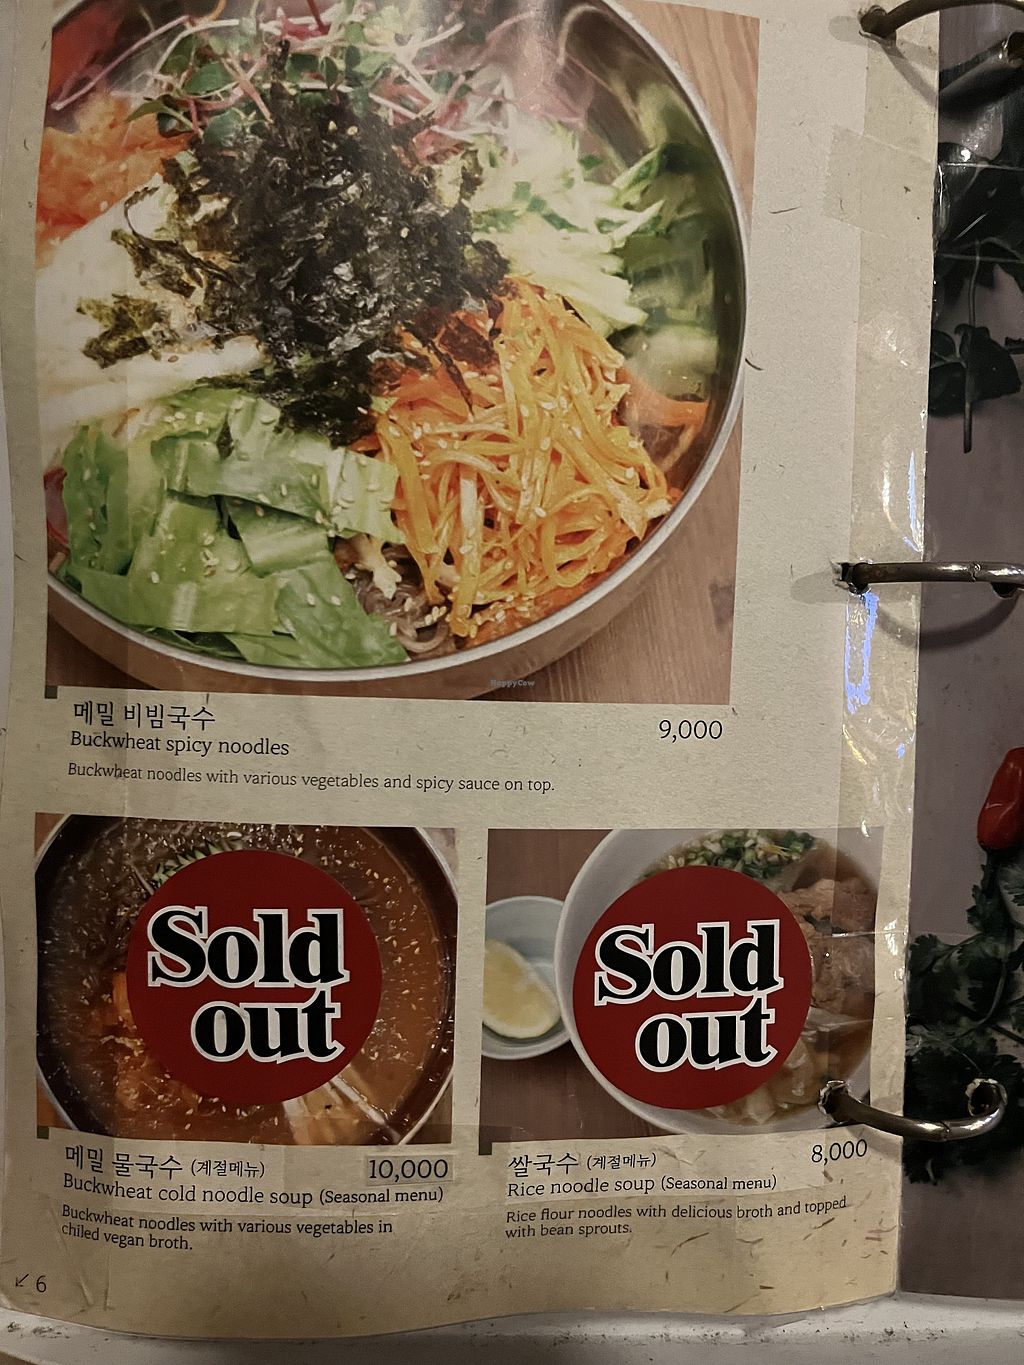 HappyCow
메밀 비빔국수
9,000
Buckwheat spicy noodles
Buckwheat noodles with various vegetables and spicy sauce on top.
Sold
out
Sold
out
메밀 물국수 (계절메뉴)
10,000
Buckwheat cold noodle soup (Seasonal menu)
Buckwheat noodles with various vegetables in
chiled vegan broth.
쌀국수 (계절메뉴)
8,000
Rice noodle soup (Seasonal menu)
Rice flour noodles with delicious broth and topped
with bean sprouts.
↙ 6